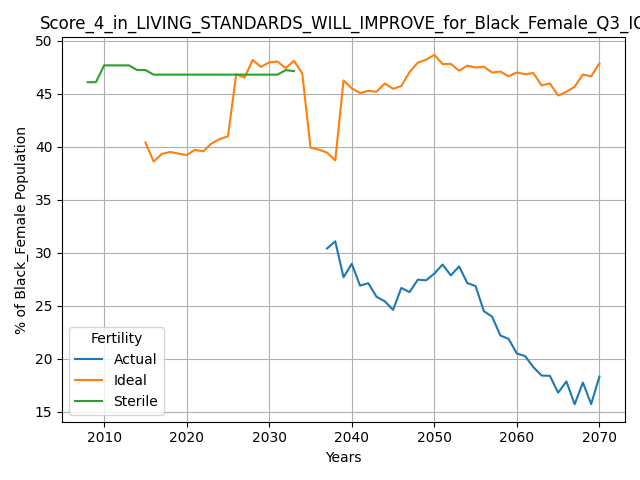 Score_4_in_LIVING_STANDARDS_WILL_IMPROVE_for_Black_Female_Q3_IC
50
45
40
35
30
25
20
15
% of Black_Female Population
Fertility
Actual
Ideal
Sterile
2010 2020 2030 2040 2050 2060 2070
Years